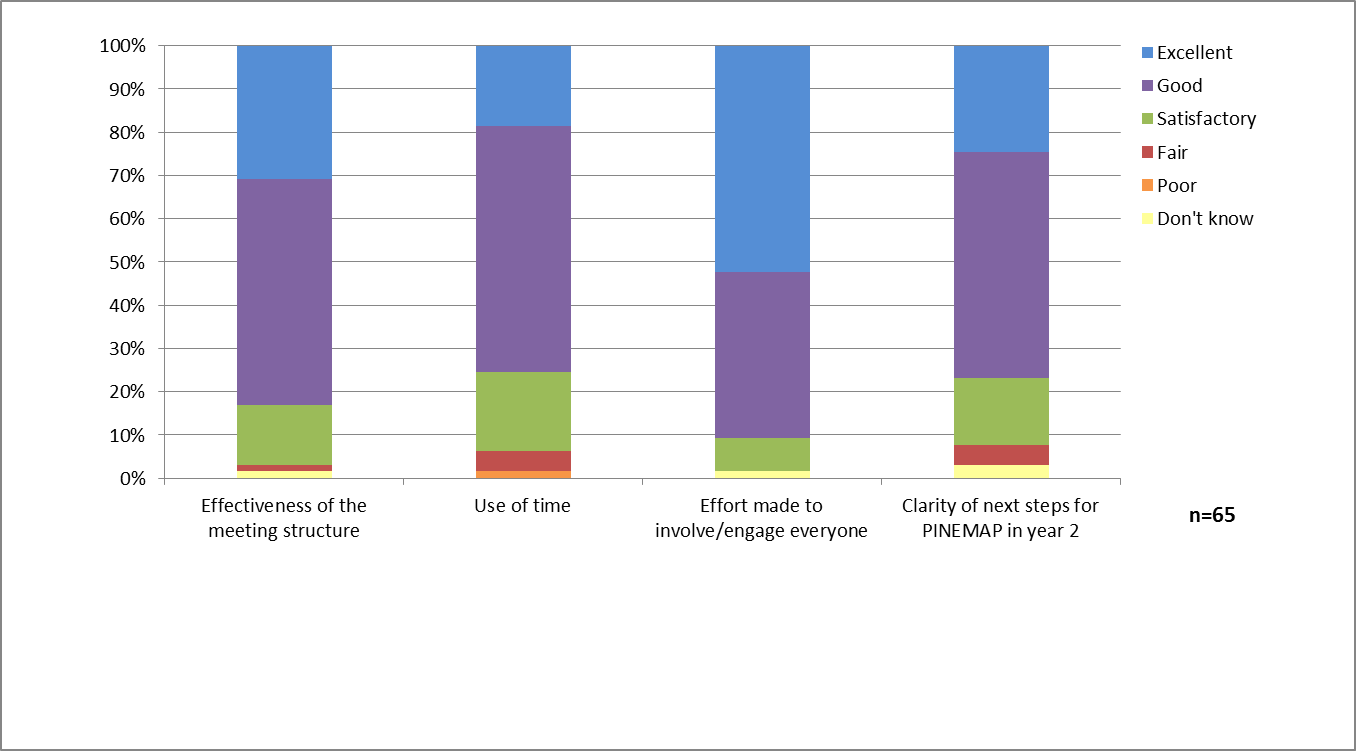 100%
90%
80%
70%
60%
50%
40%
30%
20%
10%
0%
Effectiveness of the
meeting structure
Use of time
Effort made to
involve/engage everyone
Clarity of next steps for
PINEMAP in year 2
Excellent
Good
Satisfactory
Fair
Poor
Don't know
n=65